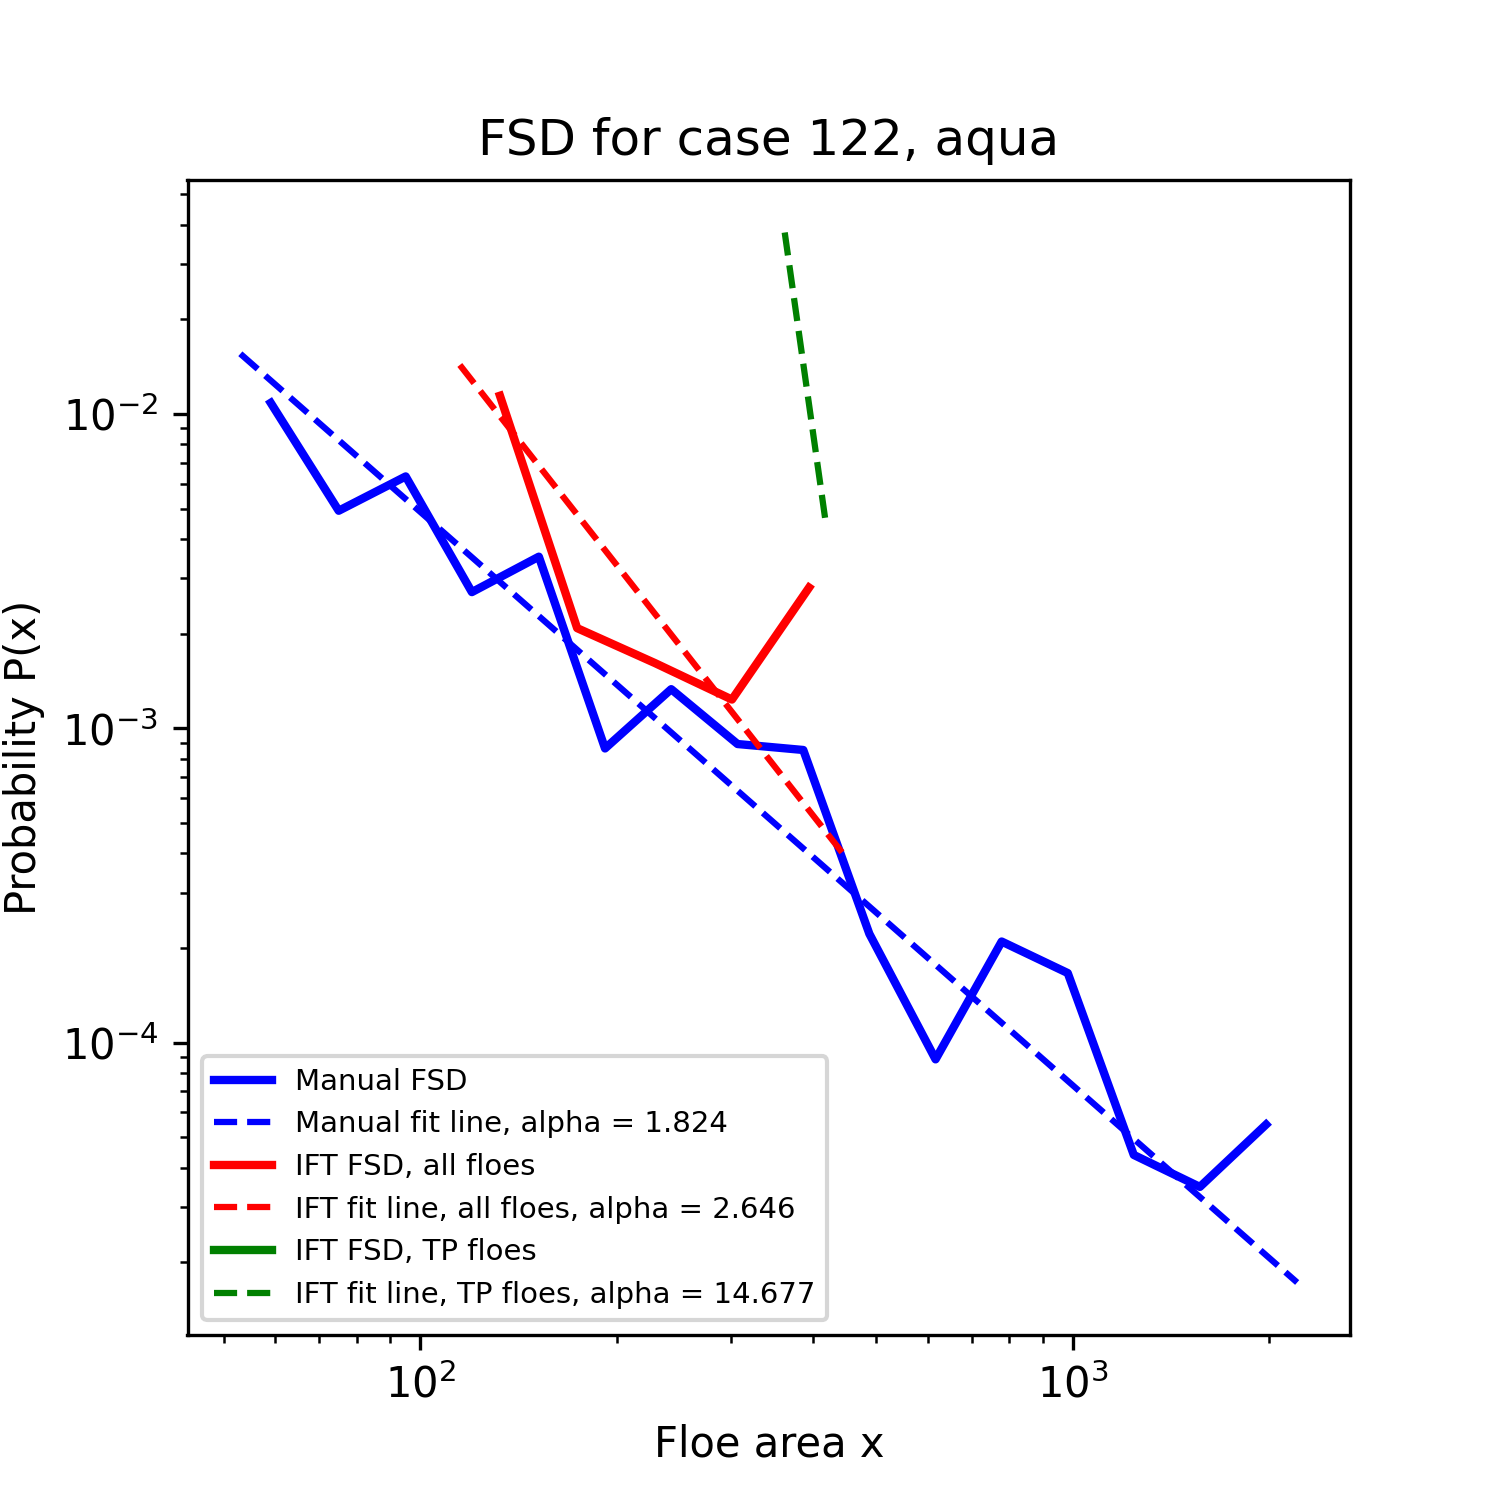 FSD for case 122, aqua
Probability P(x)
10⁻²
10⁻³
10⁻⁴
Manual FSD
Manual fit line, alpha = 1.824
IFT FSD, all floes
IFT fit line, all floes, alpha = 2.646
IFT FSD, TP floes
IFT fit line, TP floes, alpha = 14.677
10² 10³
Floe area x